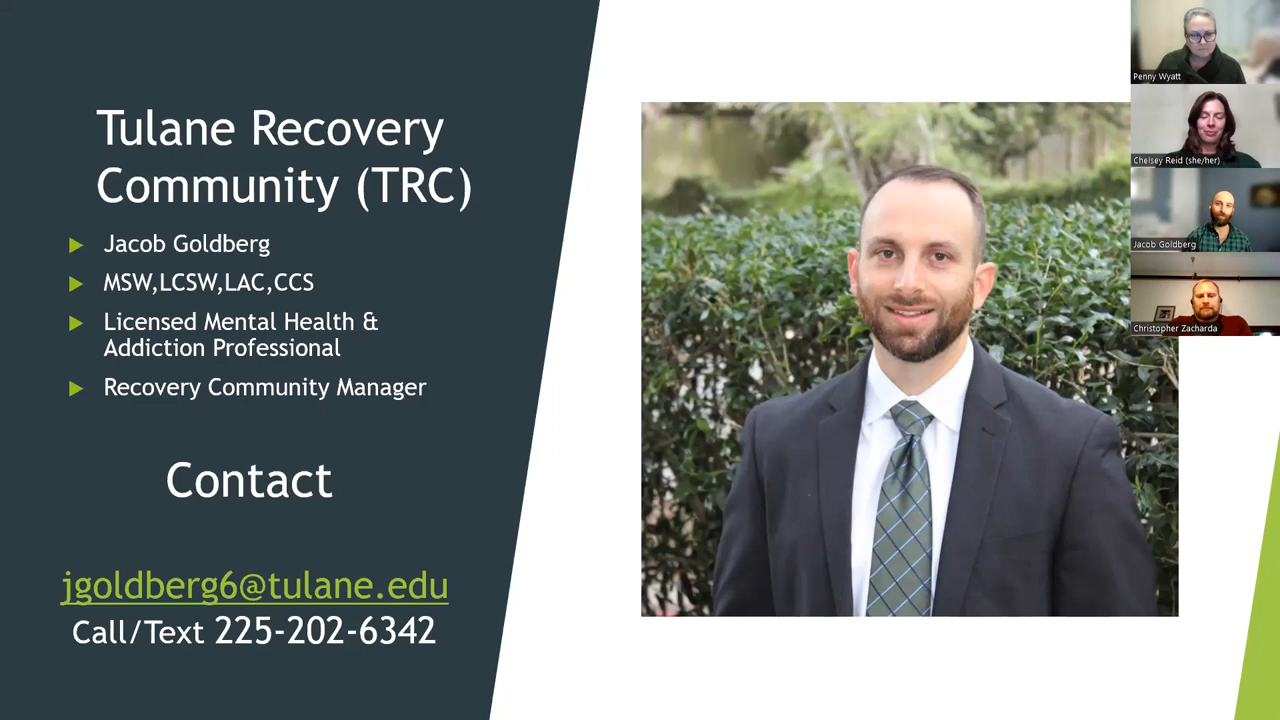 Tulane Recovery
Community (TRC)
Jacob Goldberg
MSW,LCSW,LAC,CCS
Licensed Mental Health &
Addiction Professional
Recovery Community Manager
Contact
jgoldberg6@tulane.edu
Call/Text 225-202-6342
Penny Wyatt
Chelsey Reid (she/her)
Jacob Goldberg
Christopher Zacharda